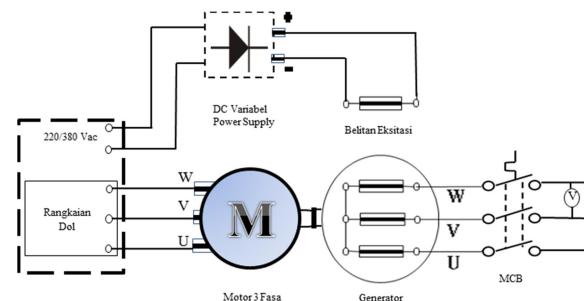 +
-
DC Variabel
Power Supply
Belitan Eksitasi
220/380 Vac
Rangkaian
Dol
W
V
U
M
W
V
U
V
MCB
Motor 3 Fasa
Generator